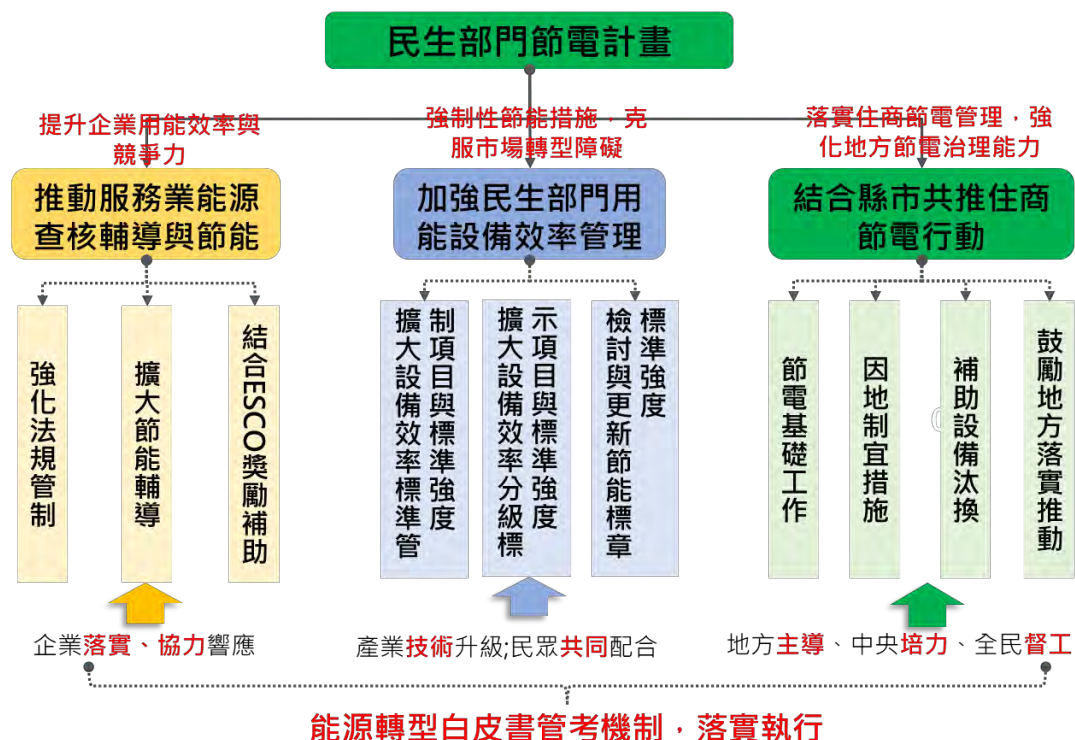 民生部門節電計畫
提升企業用能效率與
競爭力
強制性節能措施，克
服市場轉型障礙
落實住商節電管理，強
化地方節電治理能力
推動服務業能源
查核輔導與節能
加強民生部門用
能設備效率管理
結合縣市共推住商
節電行動
強化法規管制
擴大節能輔導
結合ESCO獎勵補助
擴大設備效率標準管
制項目與標準強度
擴大設備效率分級標
示項目與標準強度
檢討與更新節能標章
標準強度
節電基礎工作
因地制宜措施
補助設備汰換
鼓勵地方落實推動
企業落實、協力響應
產業技術升級;民眾共同配合
地方主導、中央培力、全民督工
能源轉型白皮書管考機制，落實執行